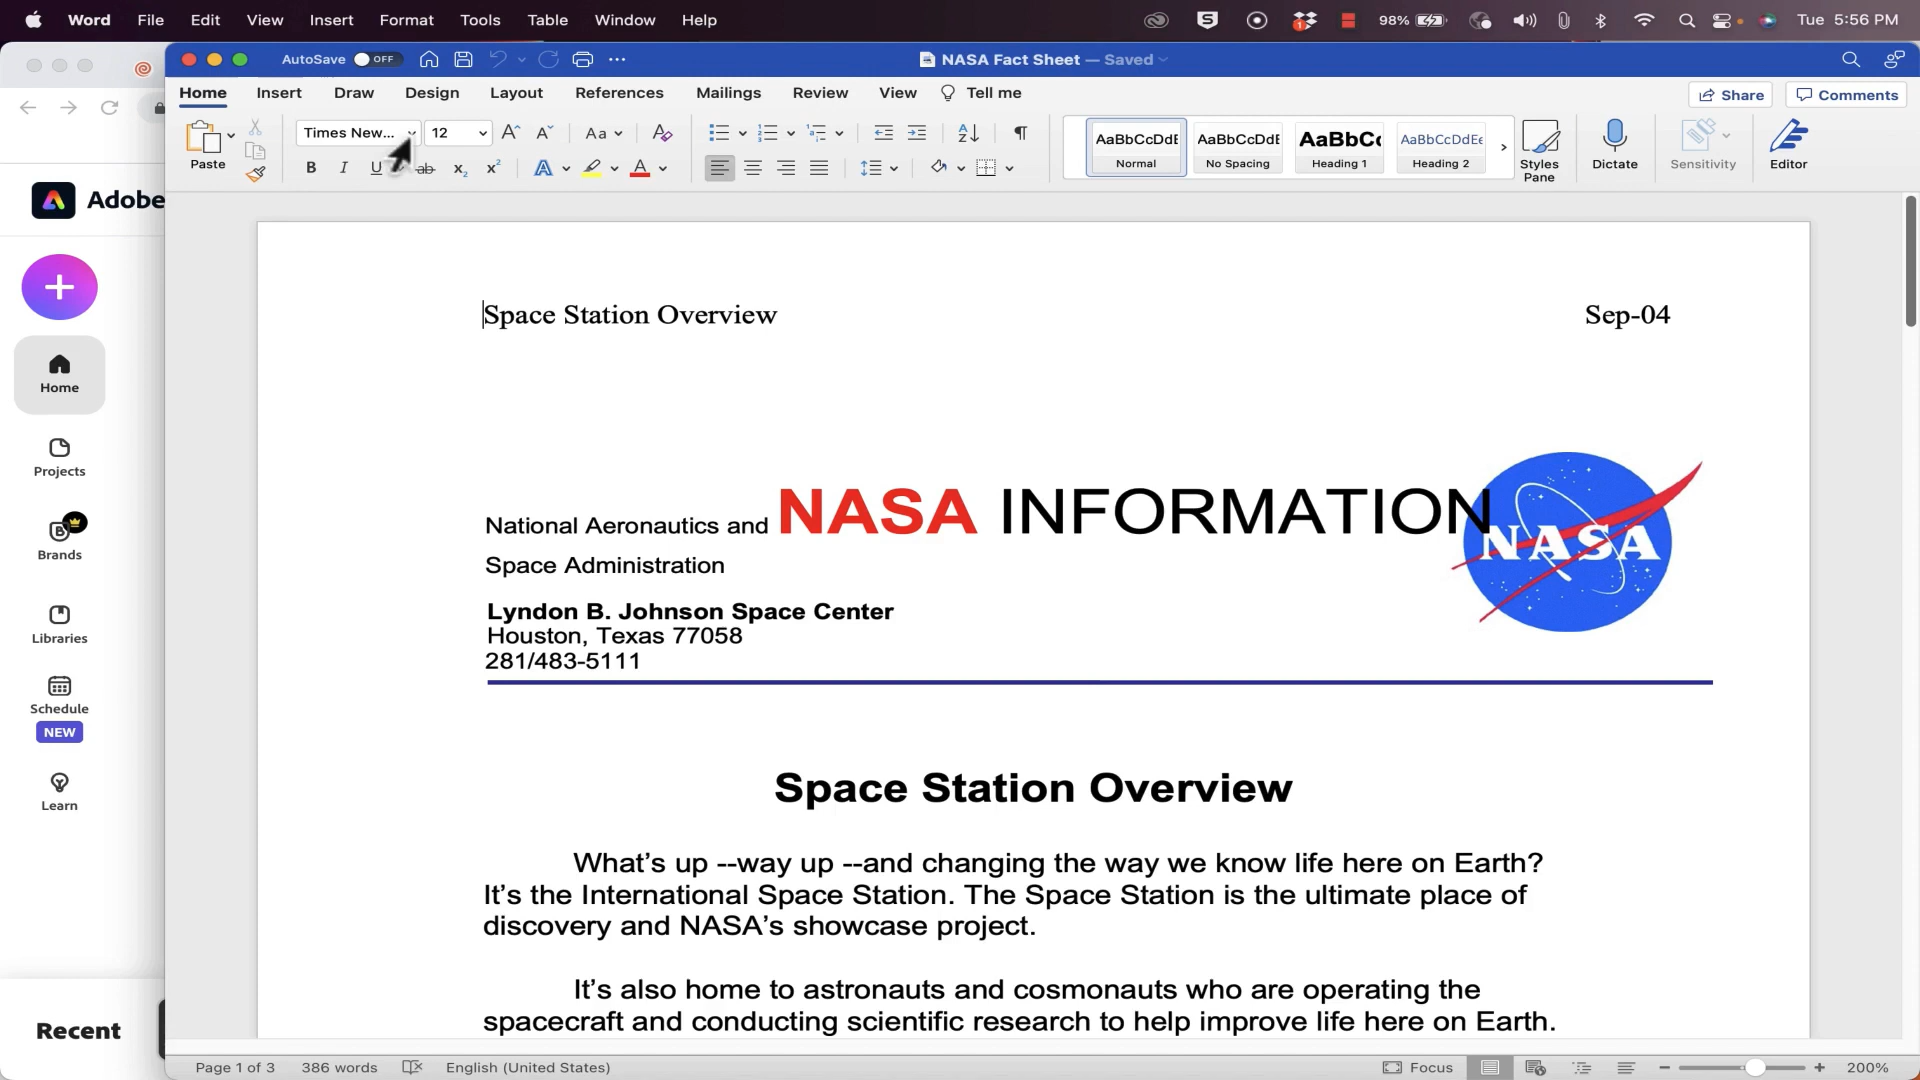 Word File Edit View Insert Format Tools Table Window Help 98% Tue 5:56 PM
AutoSave OFF NASA Fact Sheet — Saved
Home Insert Draw Design Layout References Mailings Review View Tell me Share Comments
Paste Times New... 12 Aa AaBbCcDdE AaBbCcDdE AaBbC AaBbCcDdEe
B I U ab Normal No Spacing Heading 1 Heading 2 Styles Pane Dictate Sensitivity Editor
Adobe
Home
Projects
Brands
Libraries
Schedule
NEW
Learn
Recent
Space Station Overview Sep-04
National Aeronautics and NASA INFORMATION
Space Administration
NASA
Lyndon B. Johnson Space Center
Houston, Texas 77058
281/483-5111
Space Station Overview
What's up --way up --and changing the way we know life here on Earth?
It's the International Space Station. The Space Station is the ultimate place of
discovery and NASA's showcase project.
It's also home to astronauts and cosmonauts who are operating the
spacecraft and conducting scientific research to help improve life here on Earth.
Page 1 of 3 386 words English (United States) Focus 200%